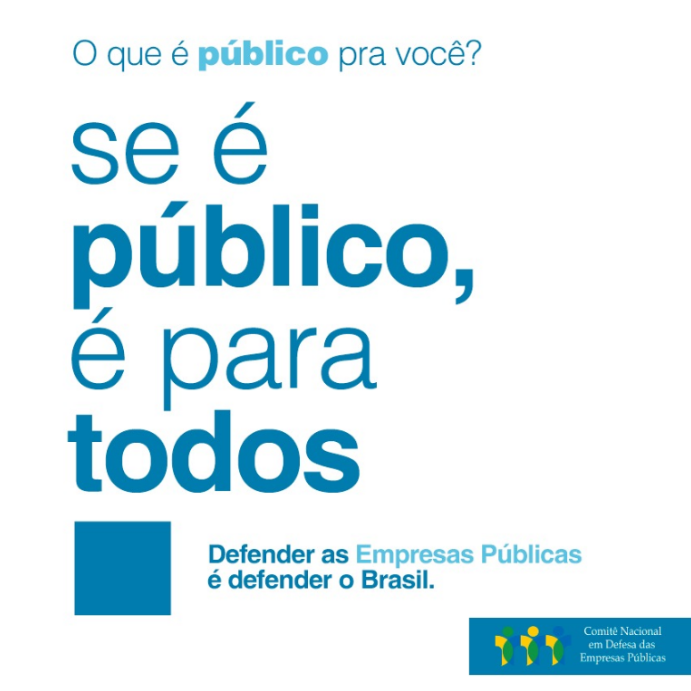 O que é público pra você?
se é
público,
é para
todos
Defender as Empresas Públicas
é defender o Brasil.
Comitê Nacional
em Defesa das
Empresas Públicas